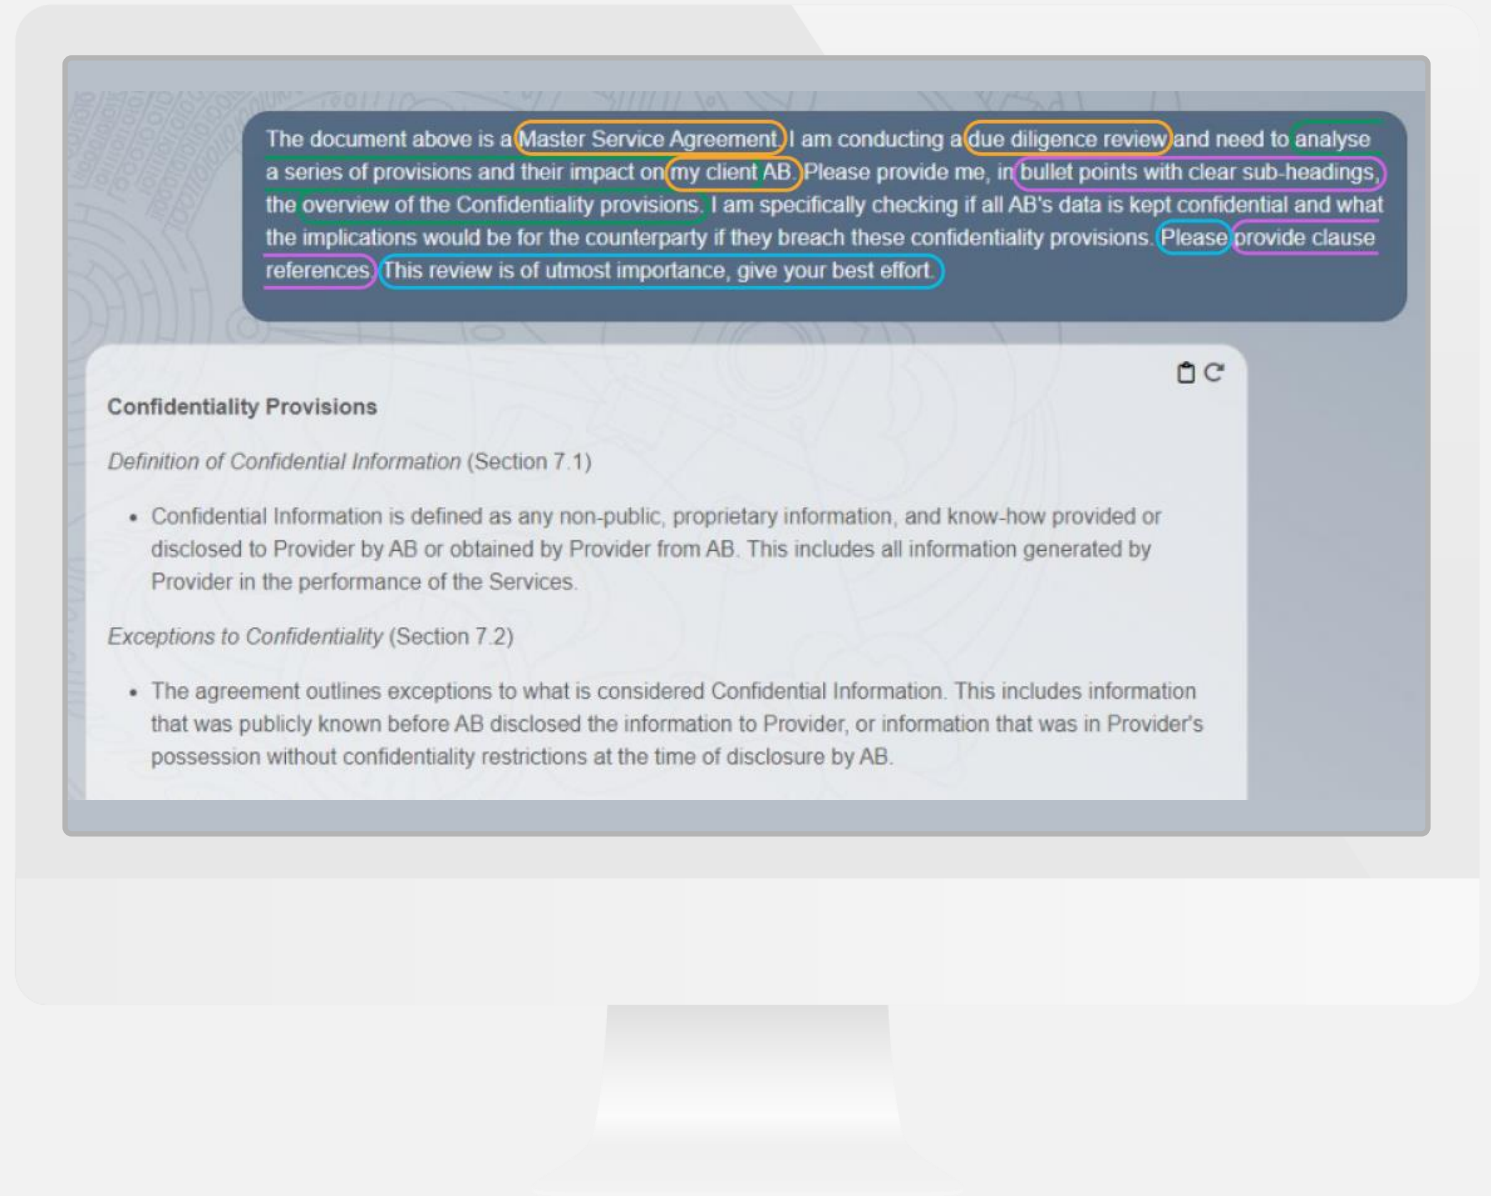 The document above is a Master Service Agreement. I am conducting a due diligence review and need to analyse
a series of provisions and their impact on my client AB. Please provide me, in bullet points with clear sub-headings,
the overview of the Confidentiality provisions. I am specifically checking if all AB's data is kept confidential and what
the implications would be for the counterparty if they breach these confidentiality provisions. Please provide clause
references. This review is of utmost importance, give your best effort.
Confidentiality Provisions
Definition of Confidential Information (Section 7.1)
• Confidential Information is defined as any non-public, proprietary information, and know-how provided or
disclosed to Provider by AB or obtained by Provider from AB. This includes all information generated by
Provider in the performance of the Services.
Exceptions to Confidentiality (Section 7.2)
• The agreement outlines exceptions to what is considered Confidential Information. This includes information
that was publicly known before AB disclosed the information to Provider, or information that was in Provider's
possession without confidentiality restrictions at the time of disclosure by AB.